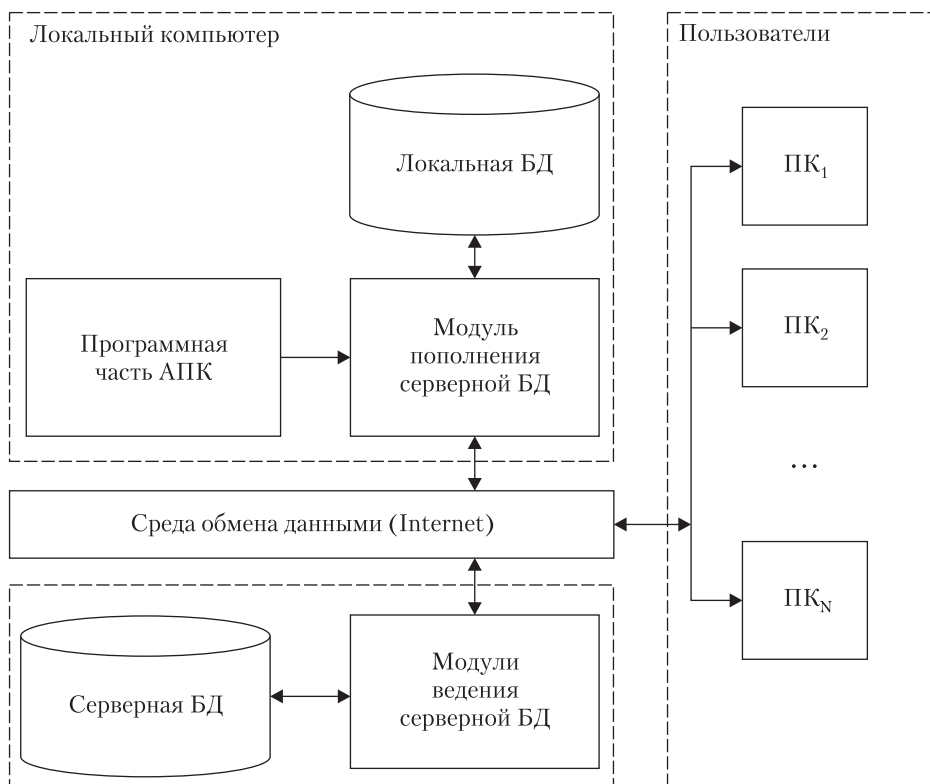 Локальный компьютер
Пользователи
Локальная БД
ПК₁
Программная
часть АПК
Модуль
пополнения
серверной БД
ПК₂
...
Среда обмена данными (Internet)
ПК_N
Серверная БД
Модули
ведения
серверной БД